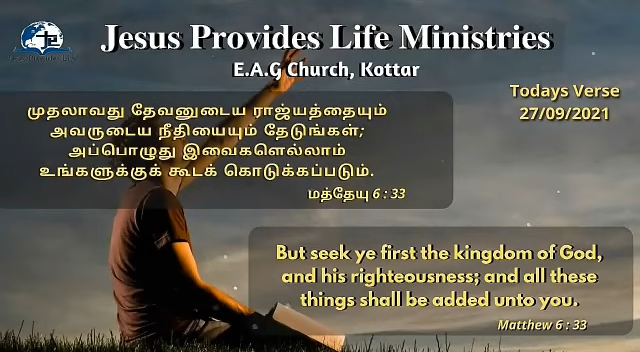 Jesus Provides Life Ministries
E.A.G Church, Kottar
Todays Verse
27/09/2021
முதலாவது தேவனுடைய ராஜ்யத்தையும்
அவருடைய நீதியையும் தேடுங்கள்;
அப்பொழுது இவைகளெல்லாம்
உங்களுக்குக் கூடக் கொடுக்கப்படும்.
மத்தேயு 6 : 33
But seek ye first the kingdom of God,
and his righteousness; and all these
things shall be added unto you.
Matthew 6 : 33